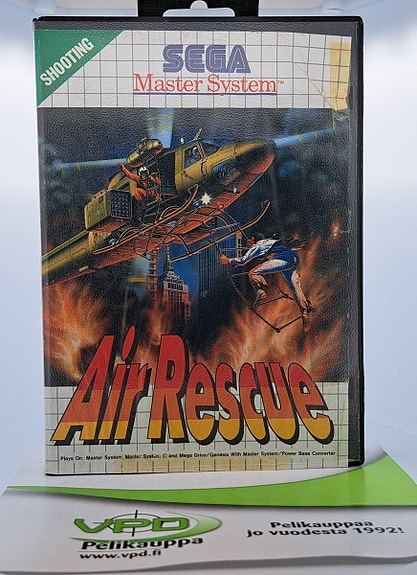 SHOOTING
SEGA
Master System™
Air Rescue
Plays On: Master System, Master System II and Mega Drive/Genesis With Master System/Power Base Converter
VPD
Pelikauppa
www.vpd.fi
Pelikauppaa
jo vuodesta 1992!